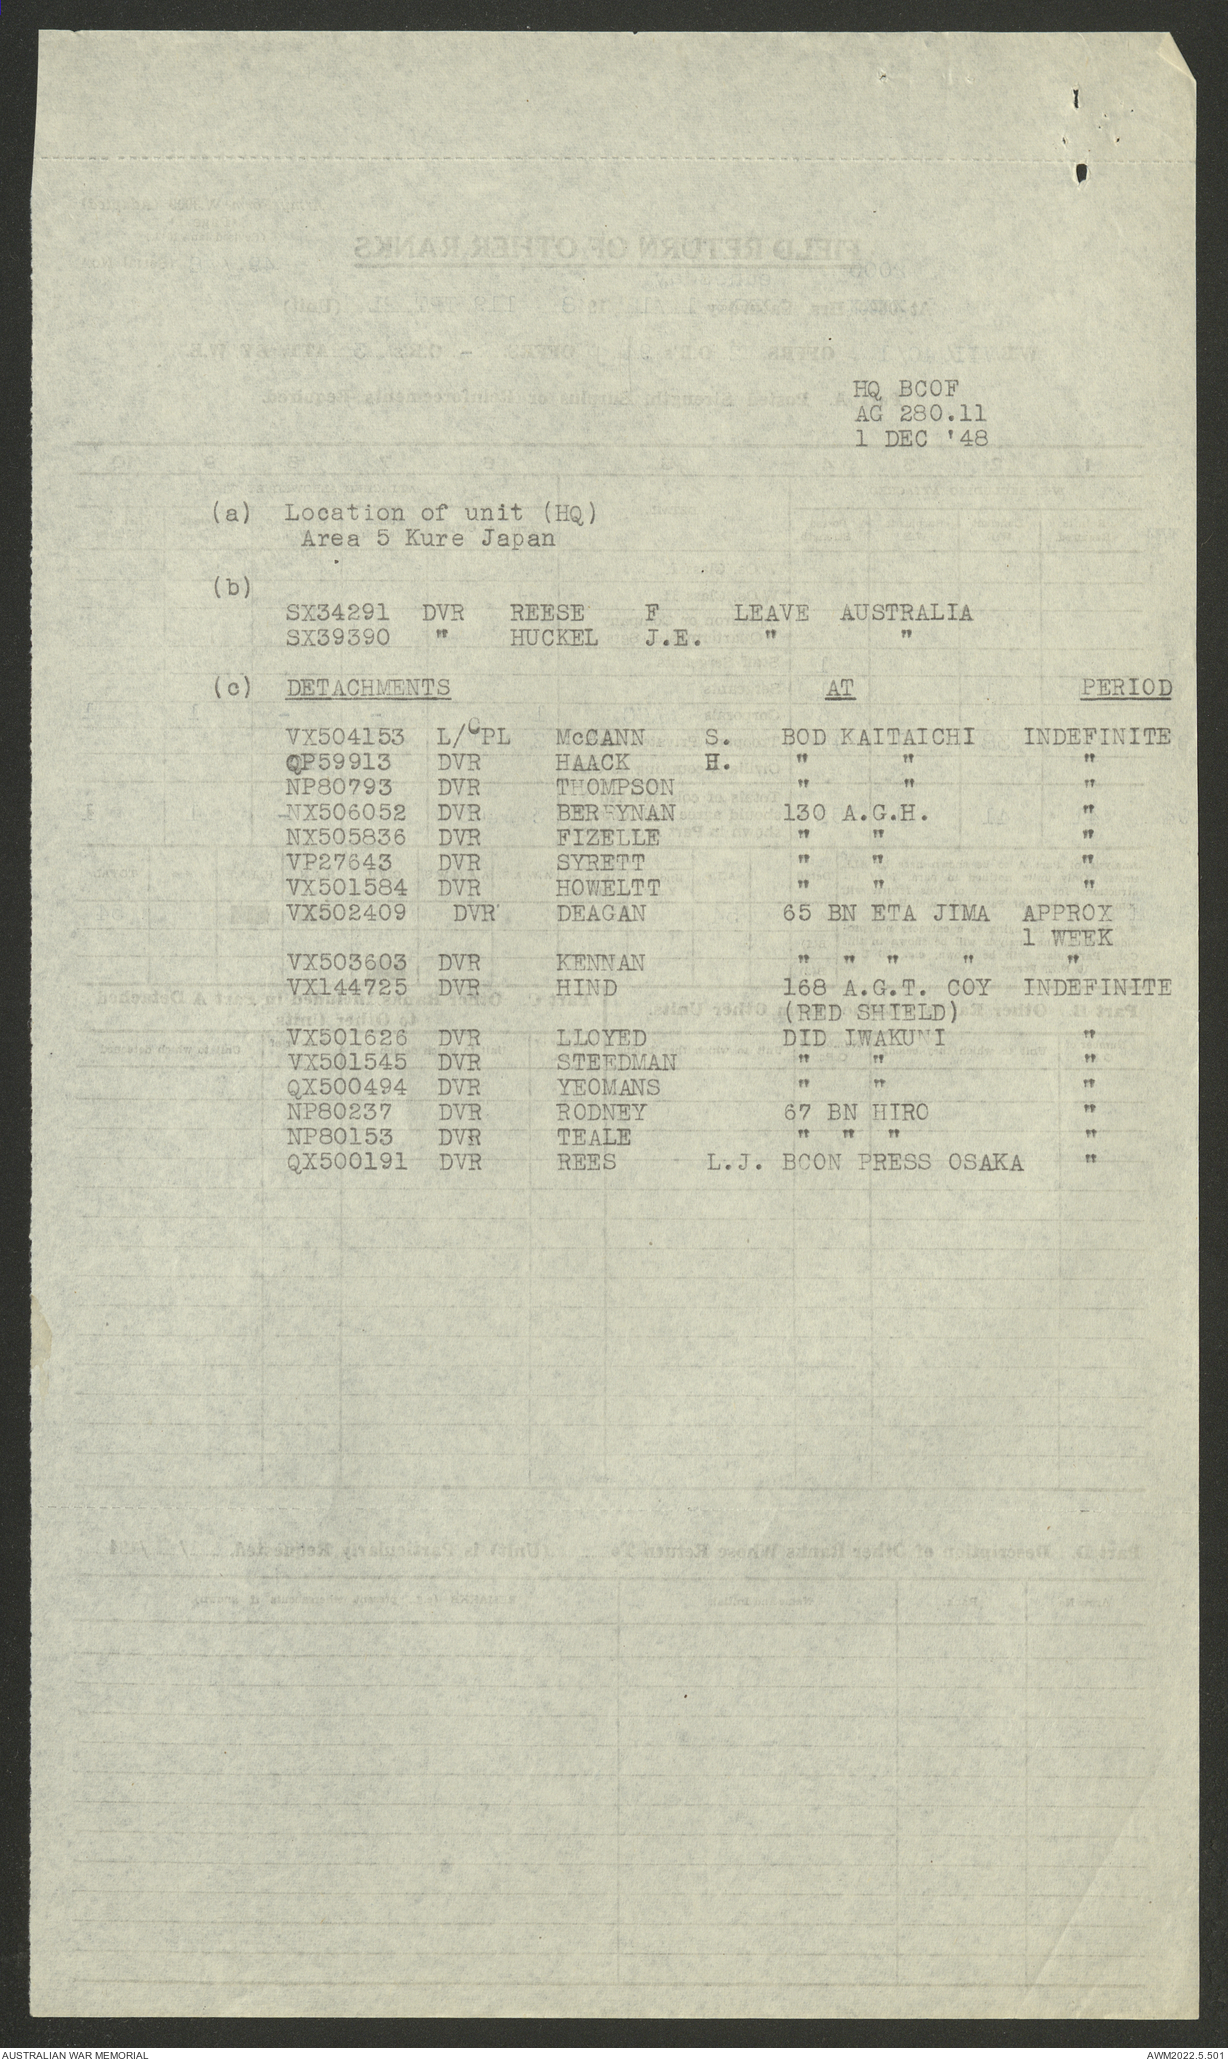 HQ BCOF
AG 280.11
1 DEC '48
(a) Location of unit (HQ)
Area 5 Kure Japan
(b)
SX34291 DVR REESE F LEAVE AUSTRALIA
SX39390 " HUCKEL J.E. " "
(c) DETACHMENTS AT PERIOD
VX504153 L/CPL McCANN S. BOD KAITAICHI INDEFINITE
QP59913 DVR HAACK H. " " "
NP80793 DVR THOMPSON " " "
NX506052 DVR BERRYNAN 130 A.G.H. "
NX505836 DVR FIZELLE " " "
VP27643 DVR SYRETT " " "
VX501584 DVR HOWELTT " " "
VX502409 DVR' DEAGAN 65 BN ETA JIMA APPROX
1 WEEK
VX503603 DVR KENNAN " " " " "
VX144725 DVR HIND 168 A.G.T. COY INDEFINITE
(RED SHIELD)
VX501626 DVR LLOYED DID IWAKUNI "
VX501545 DVR STEEDMAN " " "
QX500494 DVR YEOMANS " " "
NP80237 DVR RODNEY 67 BN HIRO "
NP80153 DVR TEALE " " " "
QX500191 DVR REES L.J. BCON PRESS OSAKA "
AUSTRALIAN WAR MEMORIAL AWM2022.5.501